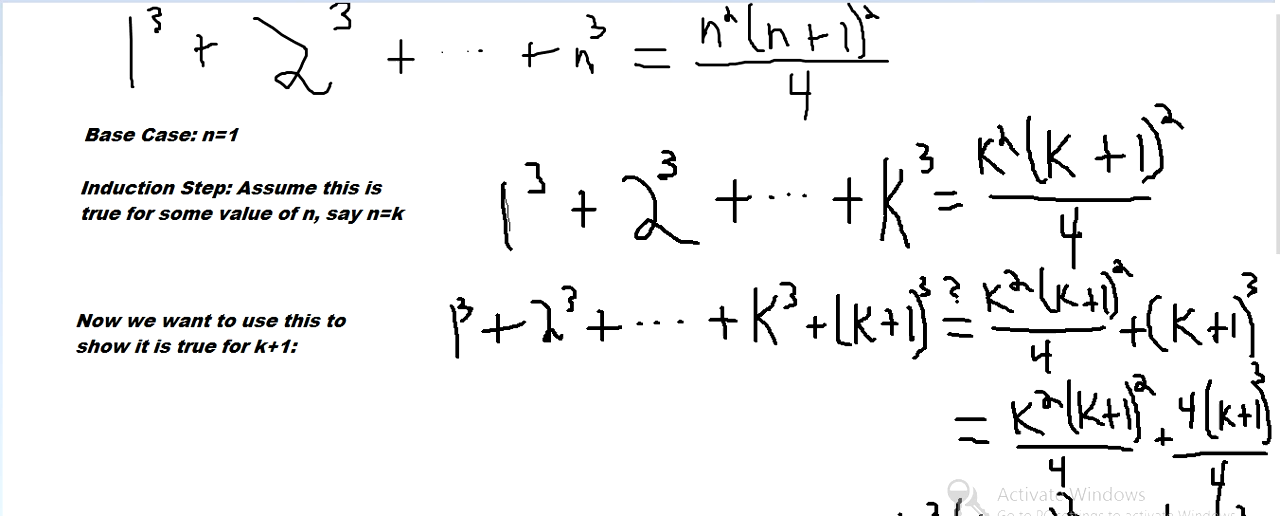 1³ + 2³ + ... + n³ = n²(n+1)²/4
Base Case: n=1
Induction Step: Assume this is
true for some value of n, say n=k
1³ + 2³ + ... + K³ = K²(K+1)²/4
Now we want to use this to
show it is true for k+1:
1³ + 2³ + ... + K³ + (K+1)³ ?= K²(K+1)²/4 + (K+1)³
= K²(K+1)²/4 + 4(K+1)³/4
Activate Windows